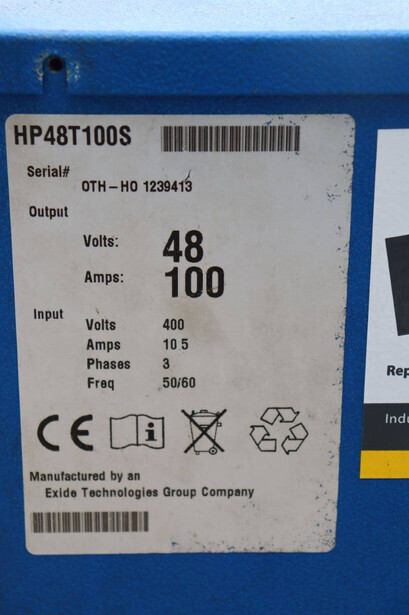 HP48T100S
Serial#
OTH-HO 1239413
Output
Volts: 48
Amps: 100
Input
Volts 400
Amps 10 5
Phases 3
Freq 50/60
CE
i
Manufactured by an
Exide Technologies Group Company
Rep
Indu